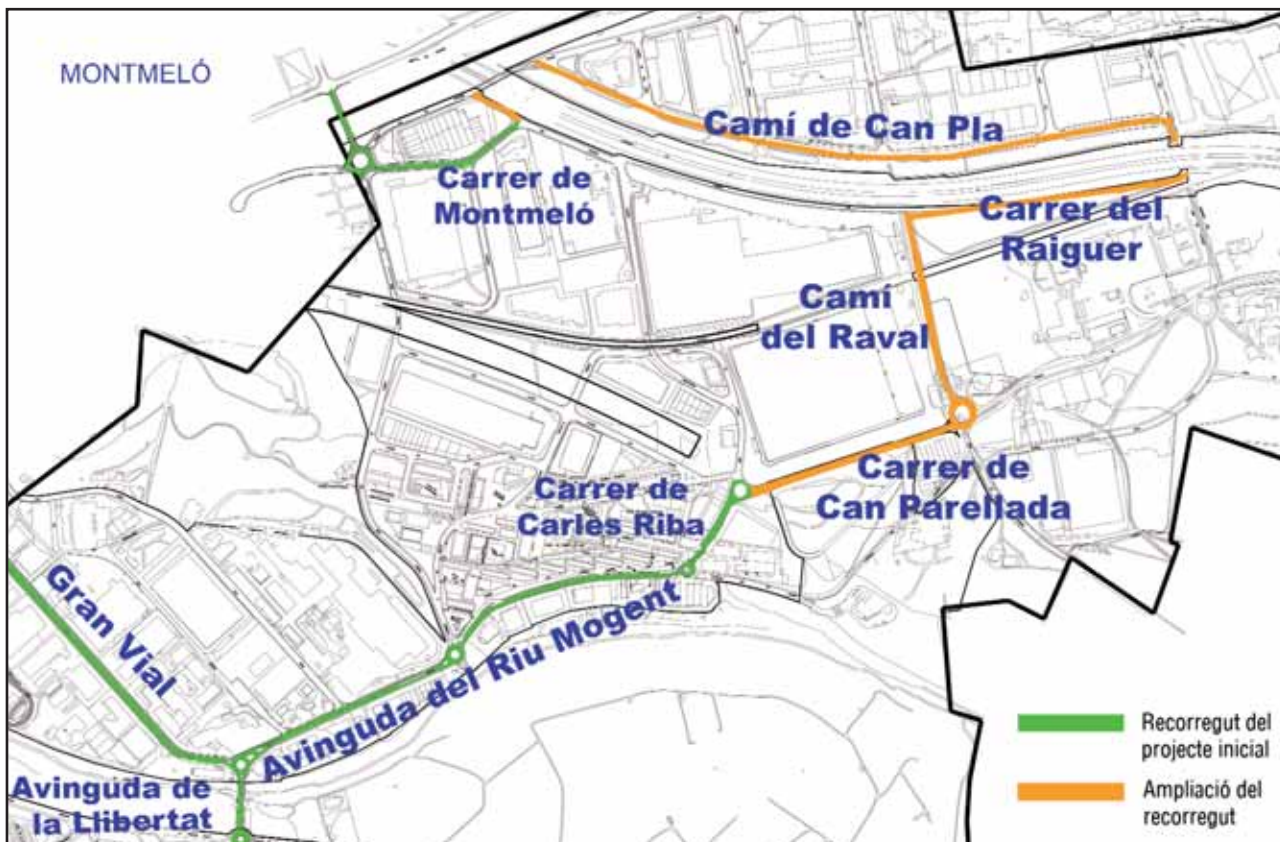 MONTMELÓ
Camí de Can Pla
Carrer de
Montmeló
Carrer del
Raiguer
Camí
del Raval
Carrer de
Can Parellada
Carrer de
Carles Riba
Gran Vial
Avinguda del Riu Mogent
Avinguda de
la Llibertat
Recorregut del
projecte inicial
Ampliació del
recorregut